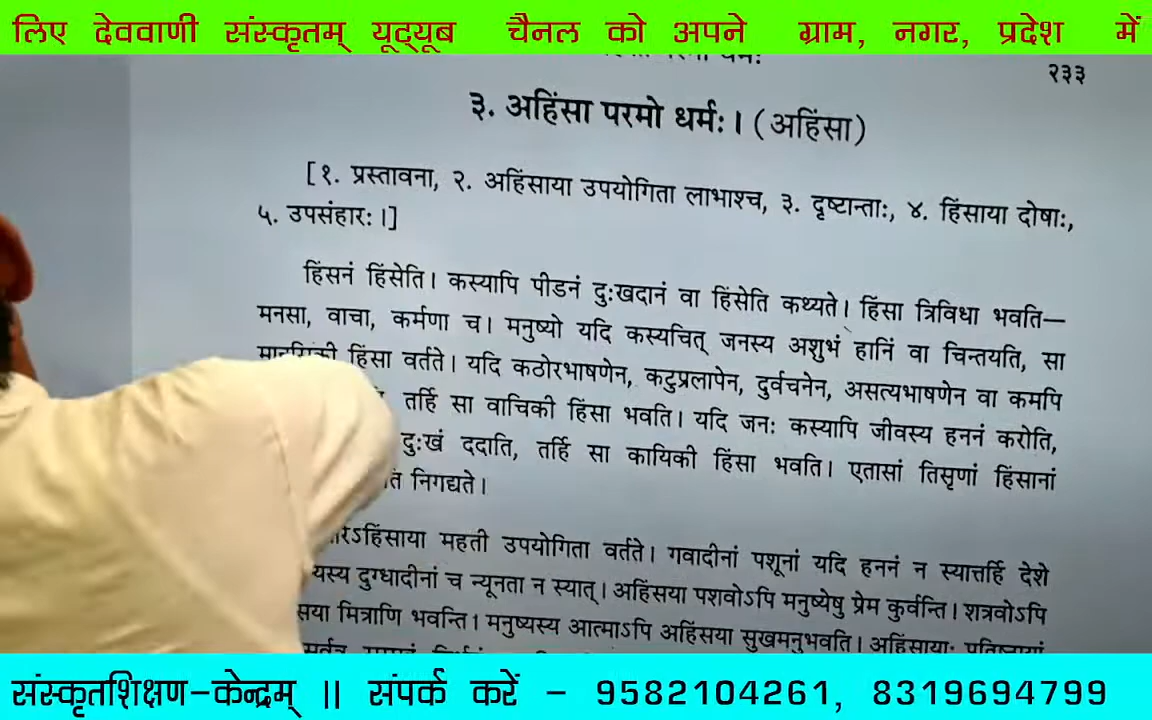 लिए देववाणी संस्कृतम् यूट्यूब चैनल को अपने ग्राम, नगर, प्रदेश में
२३३
३. अहिंसा परमो धर्मः । (अहिंसा)
[१. प्रस्तावना, २. अहिंसाया उपयोगिता लाभाश्च, ३. दृष्टान्ताः, ४. हिंसाया दोषाः,
५. उपसंहारः ।]
हिंसनं हिंसेति । कस्यापि पीडनं दुःखदानं वा हिंसेति कथ्यते । हिंसा त्रिविधा भवति—
मनसा, वाचा, कर्मणा च । मनुष्यो यदि कस्यचित् जनस्य अशुभं हानिं वा चिन्तयति, सा
हिंसा वर्तते । यदि कठोरभाषणेन, कटुप्रलापेन, दुर्वचनेन, असत्यभाषणेन वा कमपि
तर्हि सा वाचिकी हिंसा भवति । यदि जनः कस्यापि जीवस्य हननं करोति,
दुःखं ददाति, तर्हि सा कायिकी हिंसा भवति । एतासां तिसृणां हिंसानां
निगद्यते ।
महती उपयोगिता वर्तते । गवादीनां पशूनां यदि हननं न स्यात्तर्हि देशे
दुग्धादीनां च न्यूनता न स्यात् । अहिंसया पशवोऽपि मनुष्येषु प्रेम कुर्वन्ति । शत्रवोऽपि
मित्राणि भवन्ति । मनुष्यस्य आत्माऽपि अहिंसया सुखमनुभवति । अहिंसायाः
संस्कृतशिक्षण-केन्द्रम् || संपर्क करें - 9582104261, 8319694799